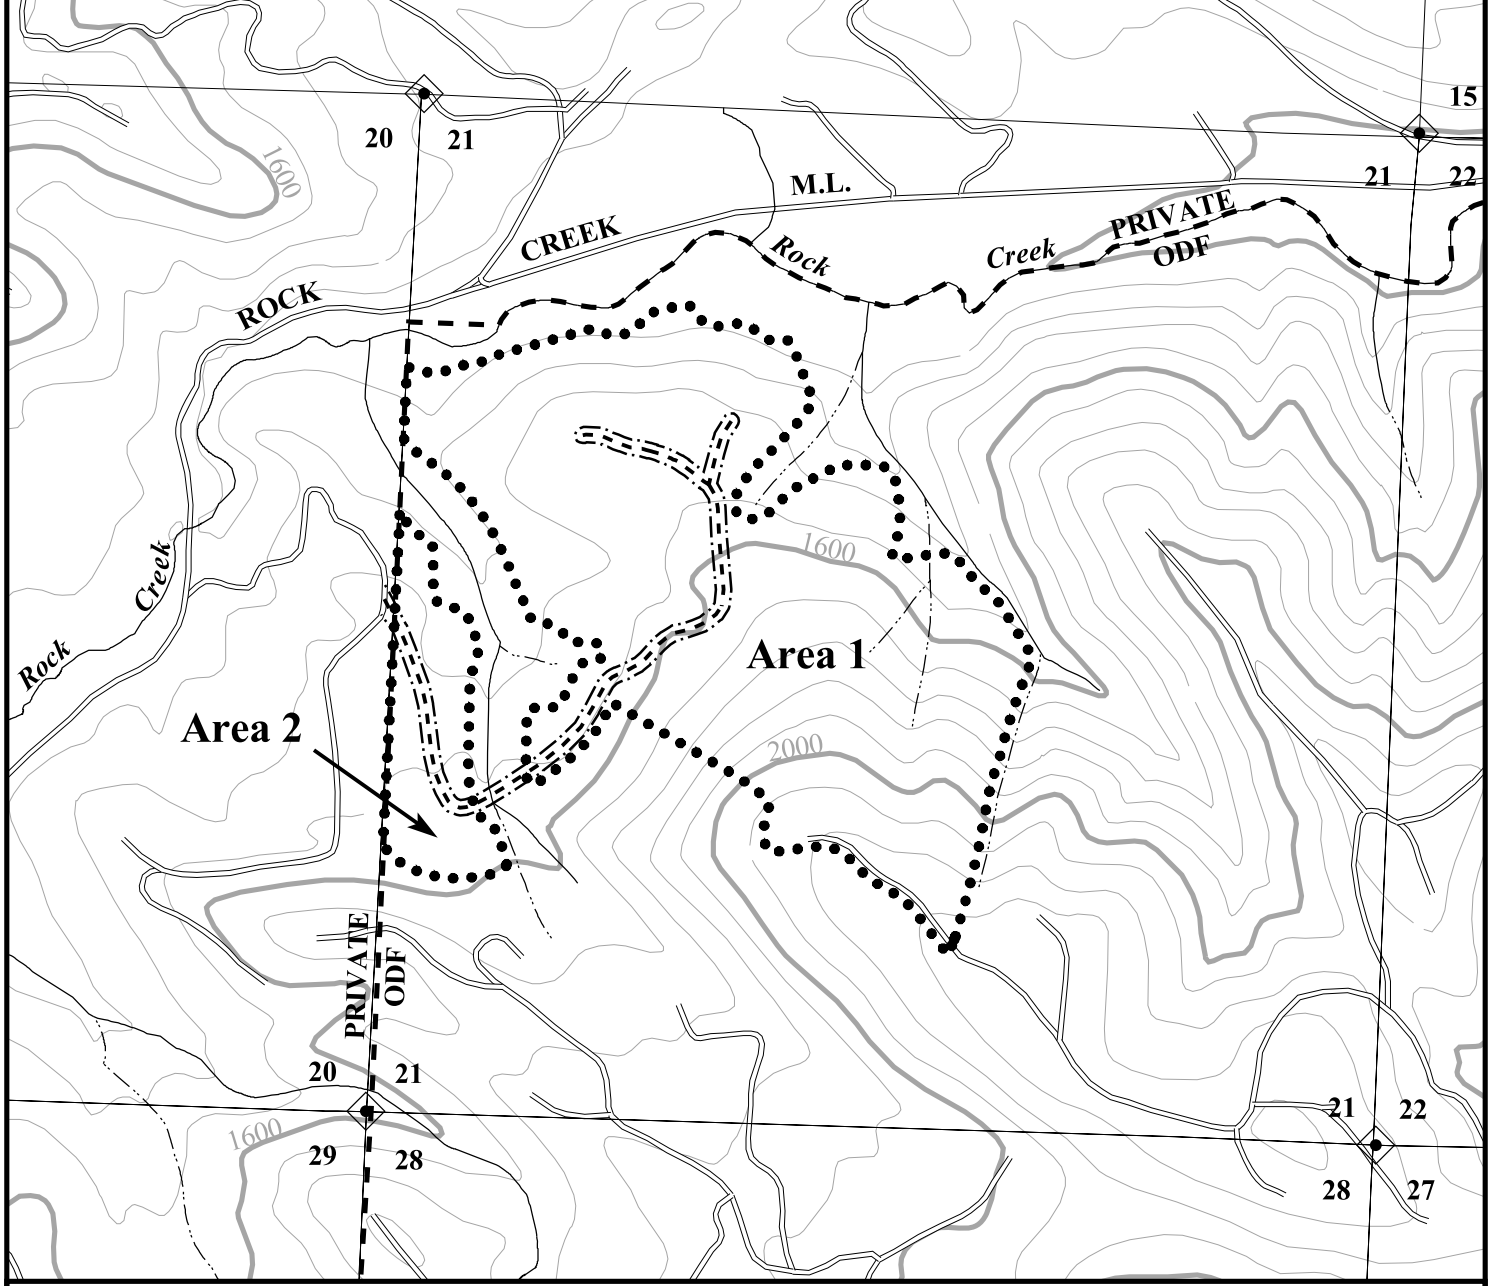 15
20
21
1600
21
22
M.L.
PRIVATE
CREEK
Rock
Creek
ODF
ROCK
1600
Creek
Area 1
Rock
Area 2
2000
PRIVATE
ODF
20
21
21
22
1600
29
28
28
27